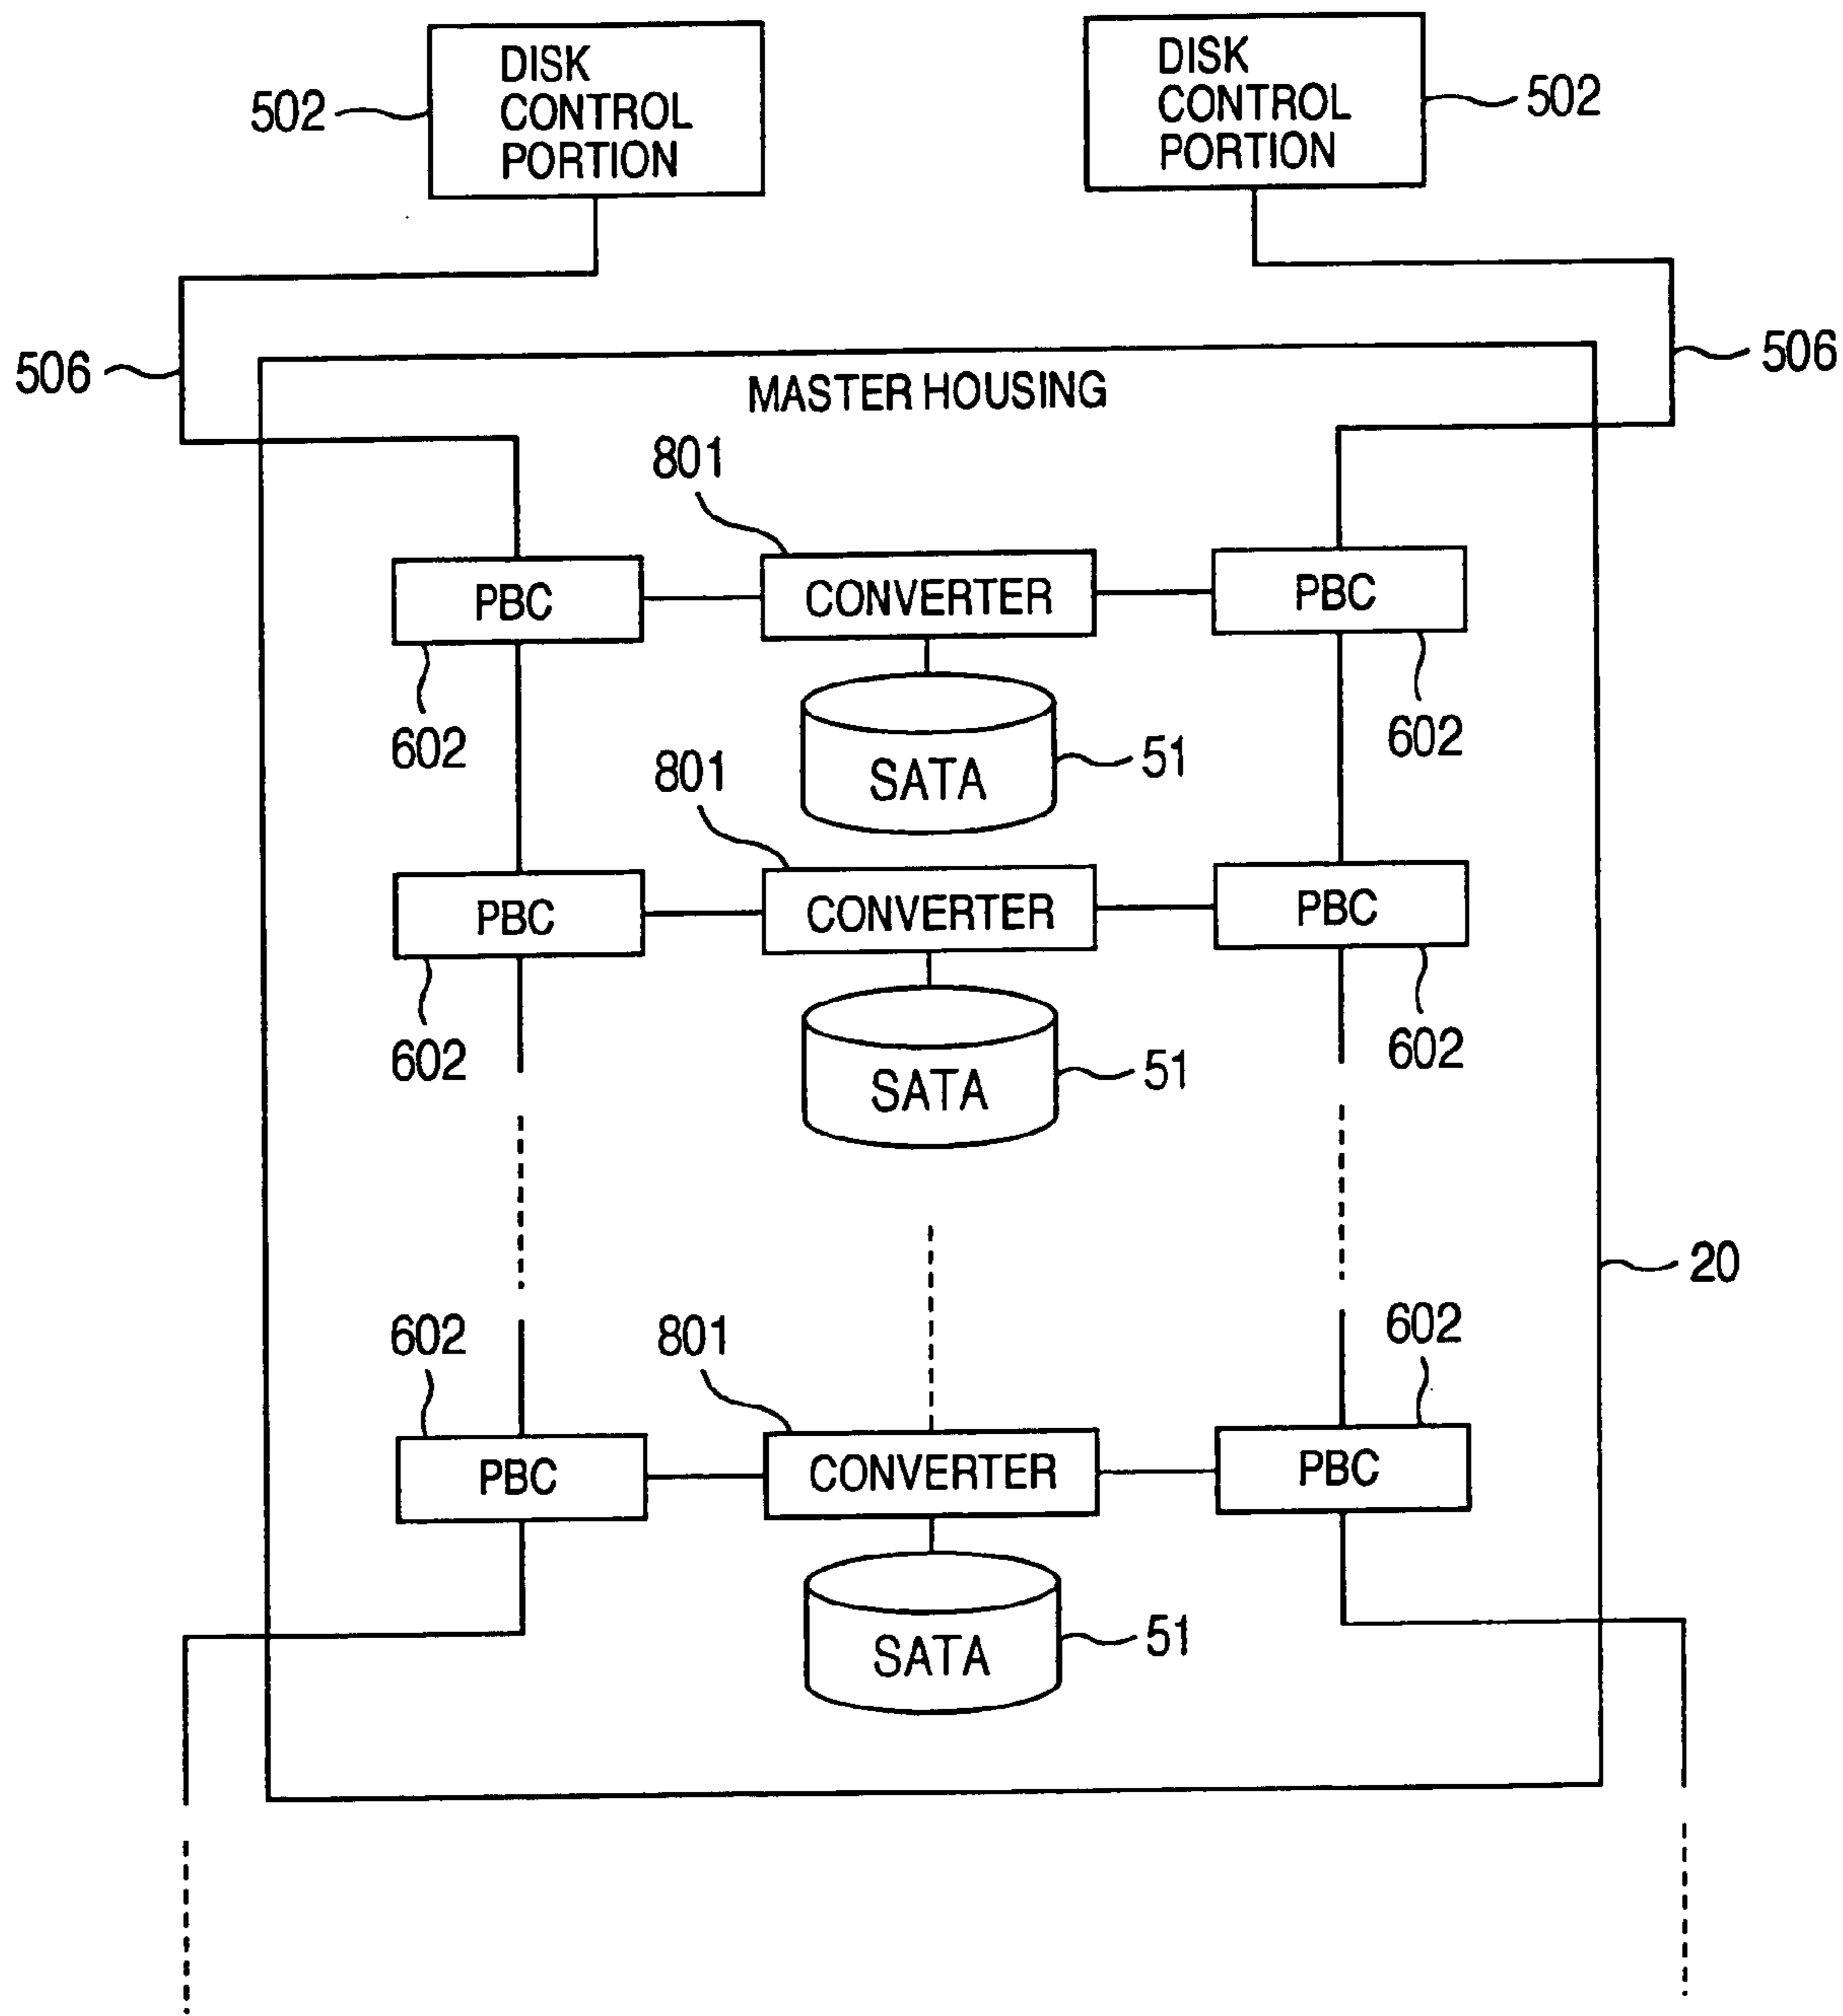 DISK
CONTROL
PORTION
502
DISK
CONTROL
PORTION
502
506
506
MASTER HOUSING
801
PBC
CONVERTER
PBC
602
602
SATA
51
801
PBC
CONVERTER
PBC
602
602
SATA
51
20
602
801
602
PBC
CONVERTER
PBC
SATA
51